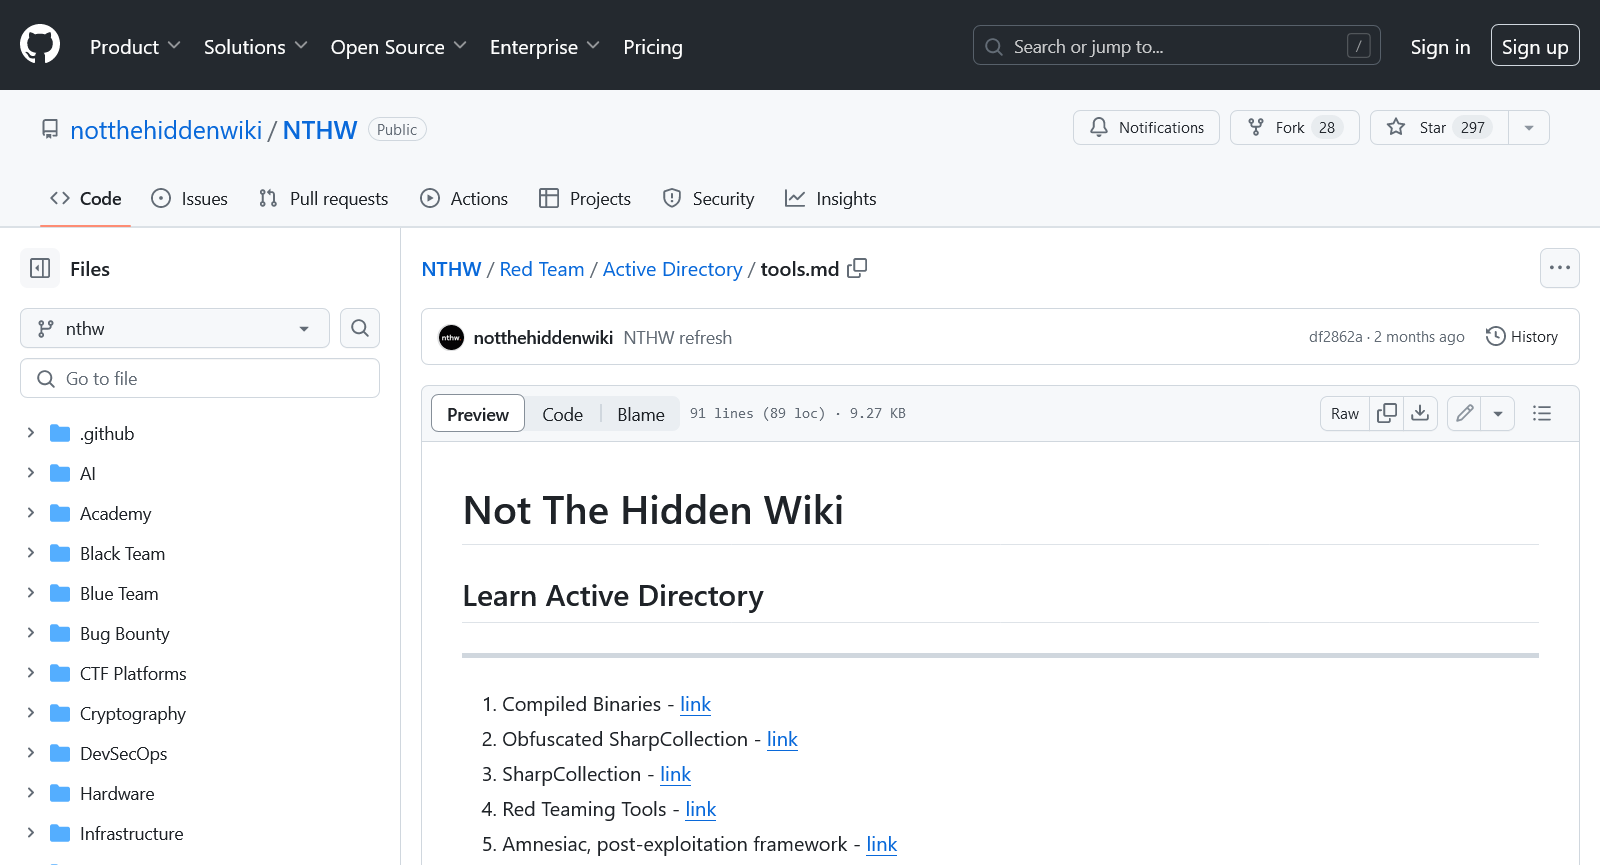 Product Solutions Open Source Enterprise Pricing Search or jump to... / Sign in Sign up
notthehiddenwiki / NTHW Public Notifications Fork 28 Star 297
Code Issues Pull requests Actions Projects Security Insights
Files
nthw
Go to file
.github
AI
Academy
Black Team
Blue Team
Bug Bounty
CTF Platforms
Cryptography
DevSecOps
Hardware
Infrastructure
NTHW / Red Team / Active Directory / tools.md
nthw notthehiddenwiki NTHW refresh df2862a · 2 months ago History
Preview Code Blame 91 lines (89 loc) · 9.27 KB Raw
Not The Hidden Wiki
Learn Active Directory
1. Compiled Binaries - link
2. Obfuscated SharpCollection - link
3. SharpCollection - link
4. Red Teaming Tools - link
5. Amnesiac, post-exploitation framework - link